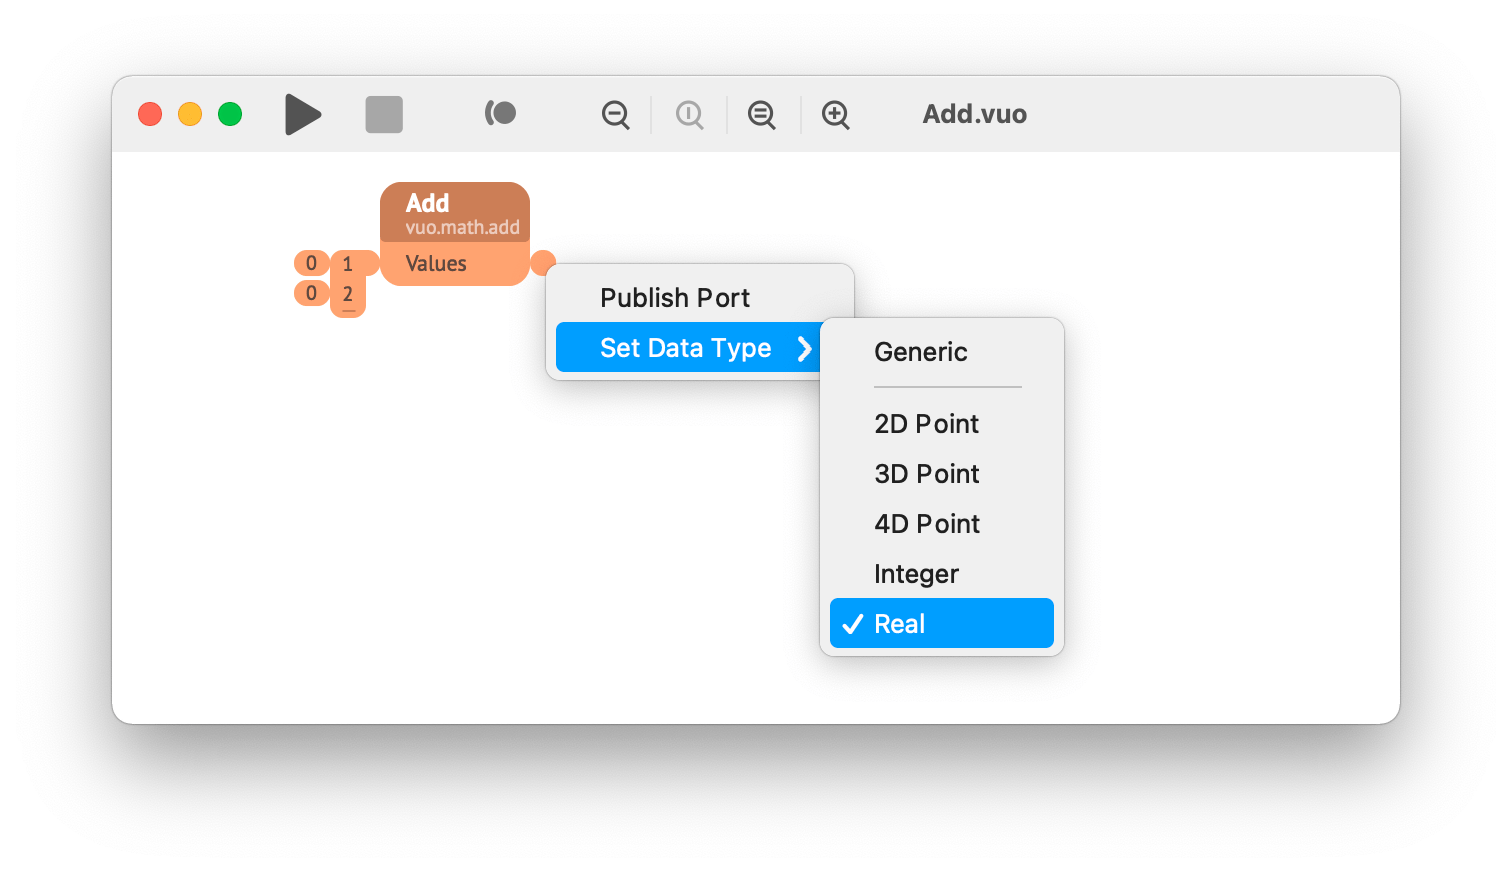 Add.vuo
Add
vuo.math.add
0 1 Values
0 2
Publish Port
Set Data Type
Generic
2D Point
3D Point
4D Point
Integer
Real